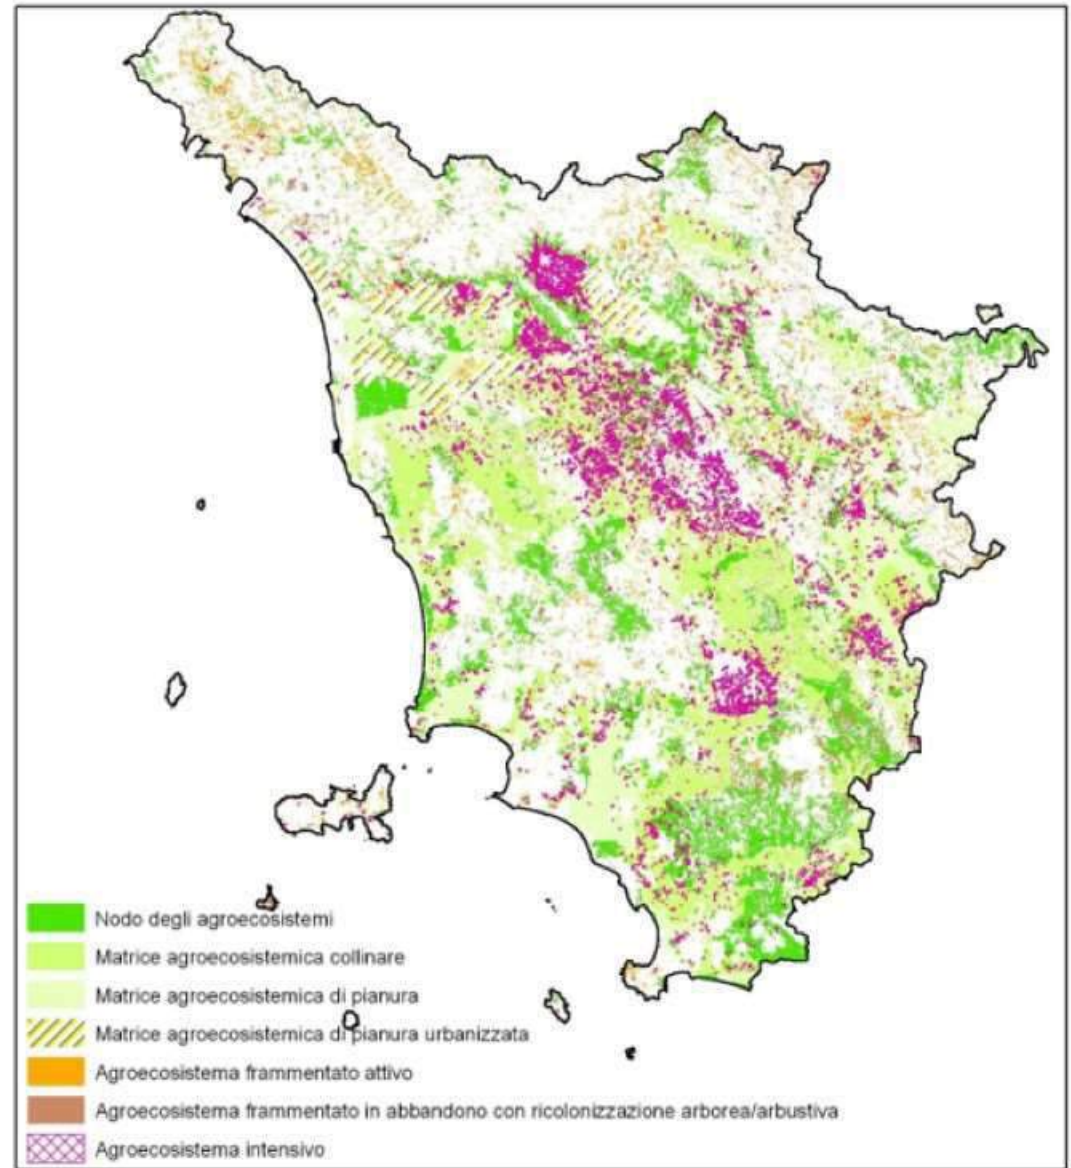 Nodo degli agroecosistemi
Matrice agroecosistemica collinare
Matrice agroecosistemica di pianura
Matrice agroecosistemica di pianura urbanizzata
Agroecosistema frammentato attivo
Agroecosistema frammentato in abbandono con ricolonizzazione arborea/arbustiva
Agroecosistema intensivo